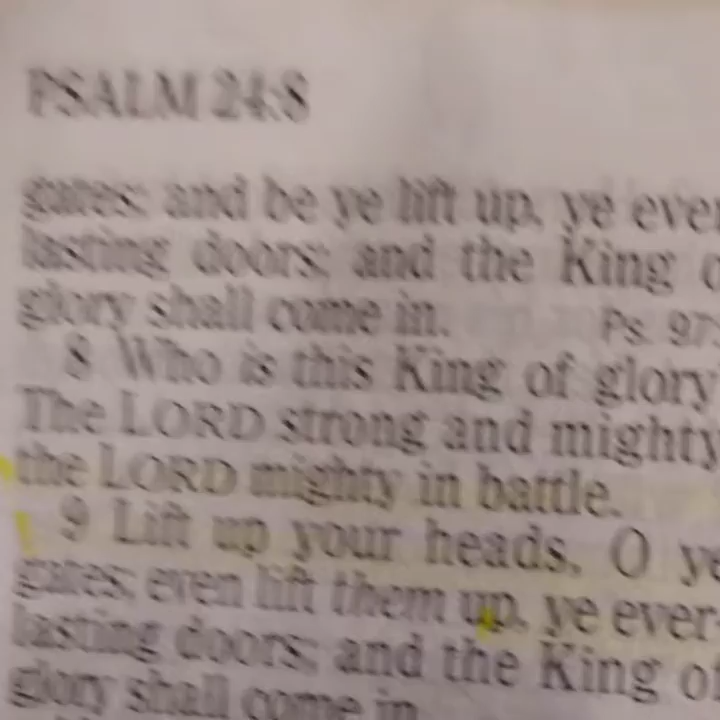 PSALM 24:8
gates; and be ye lift up, ye ever
lasting doors; and the King o
glory shall come in. Ps. 97:
8 Who is this King of glory
The LORD strong and mighty
the LORD mighty in battle.
9 Lift up your heads, O ye
gates; even lift them up, ye ever-
lasting doors; and the King of
glory shall come in